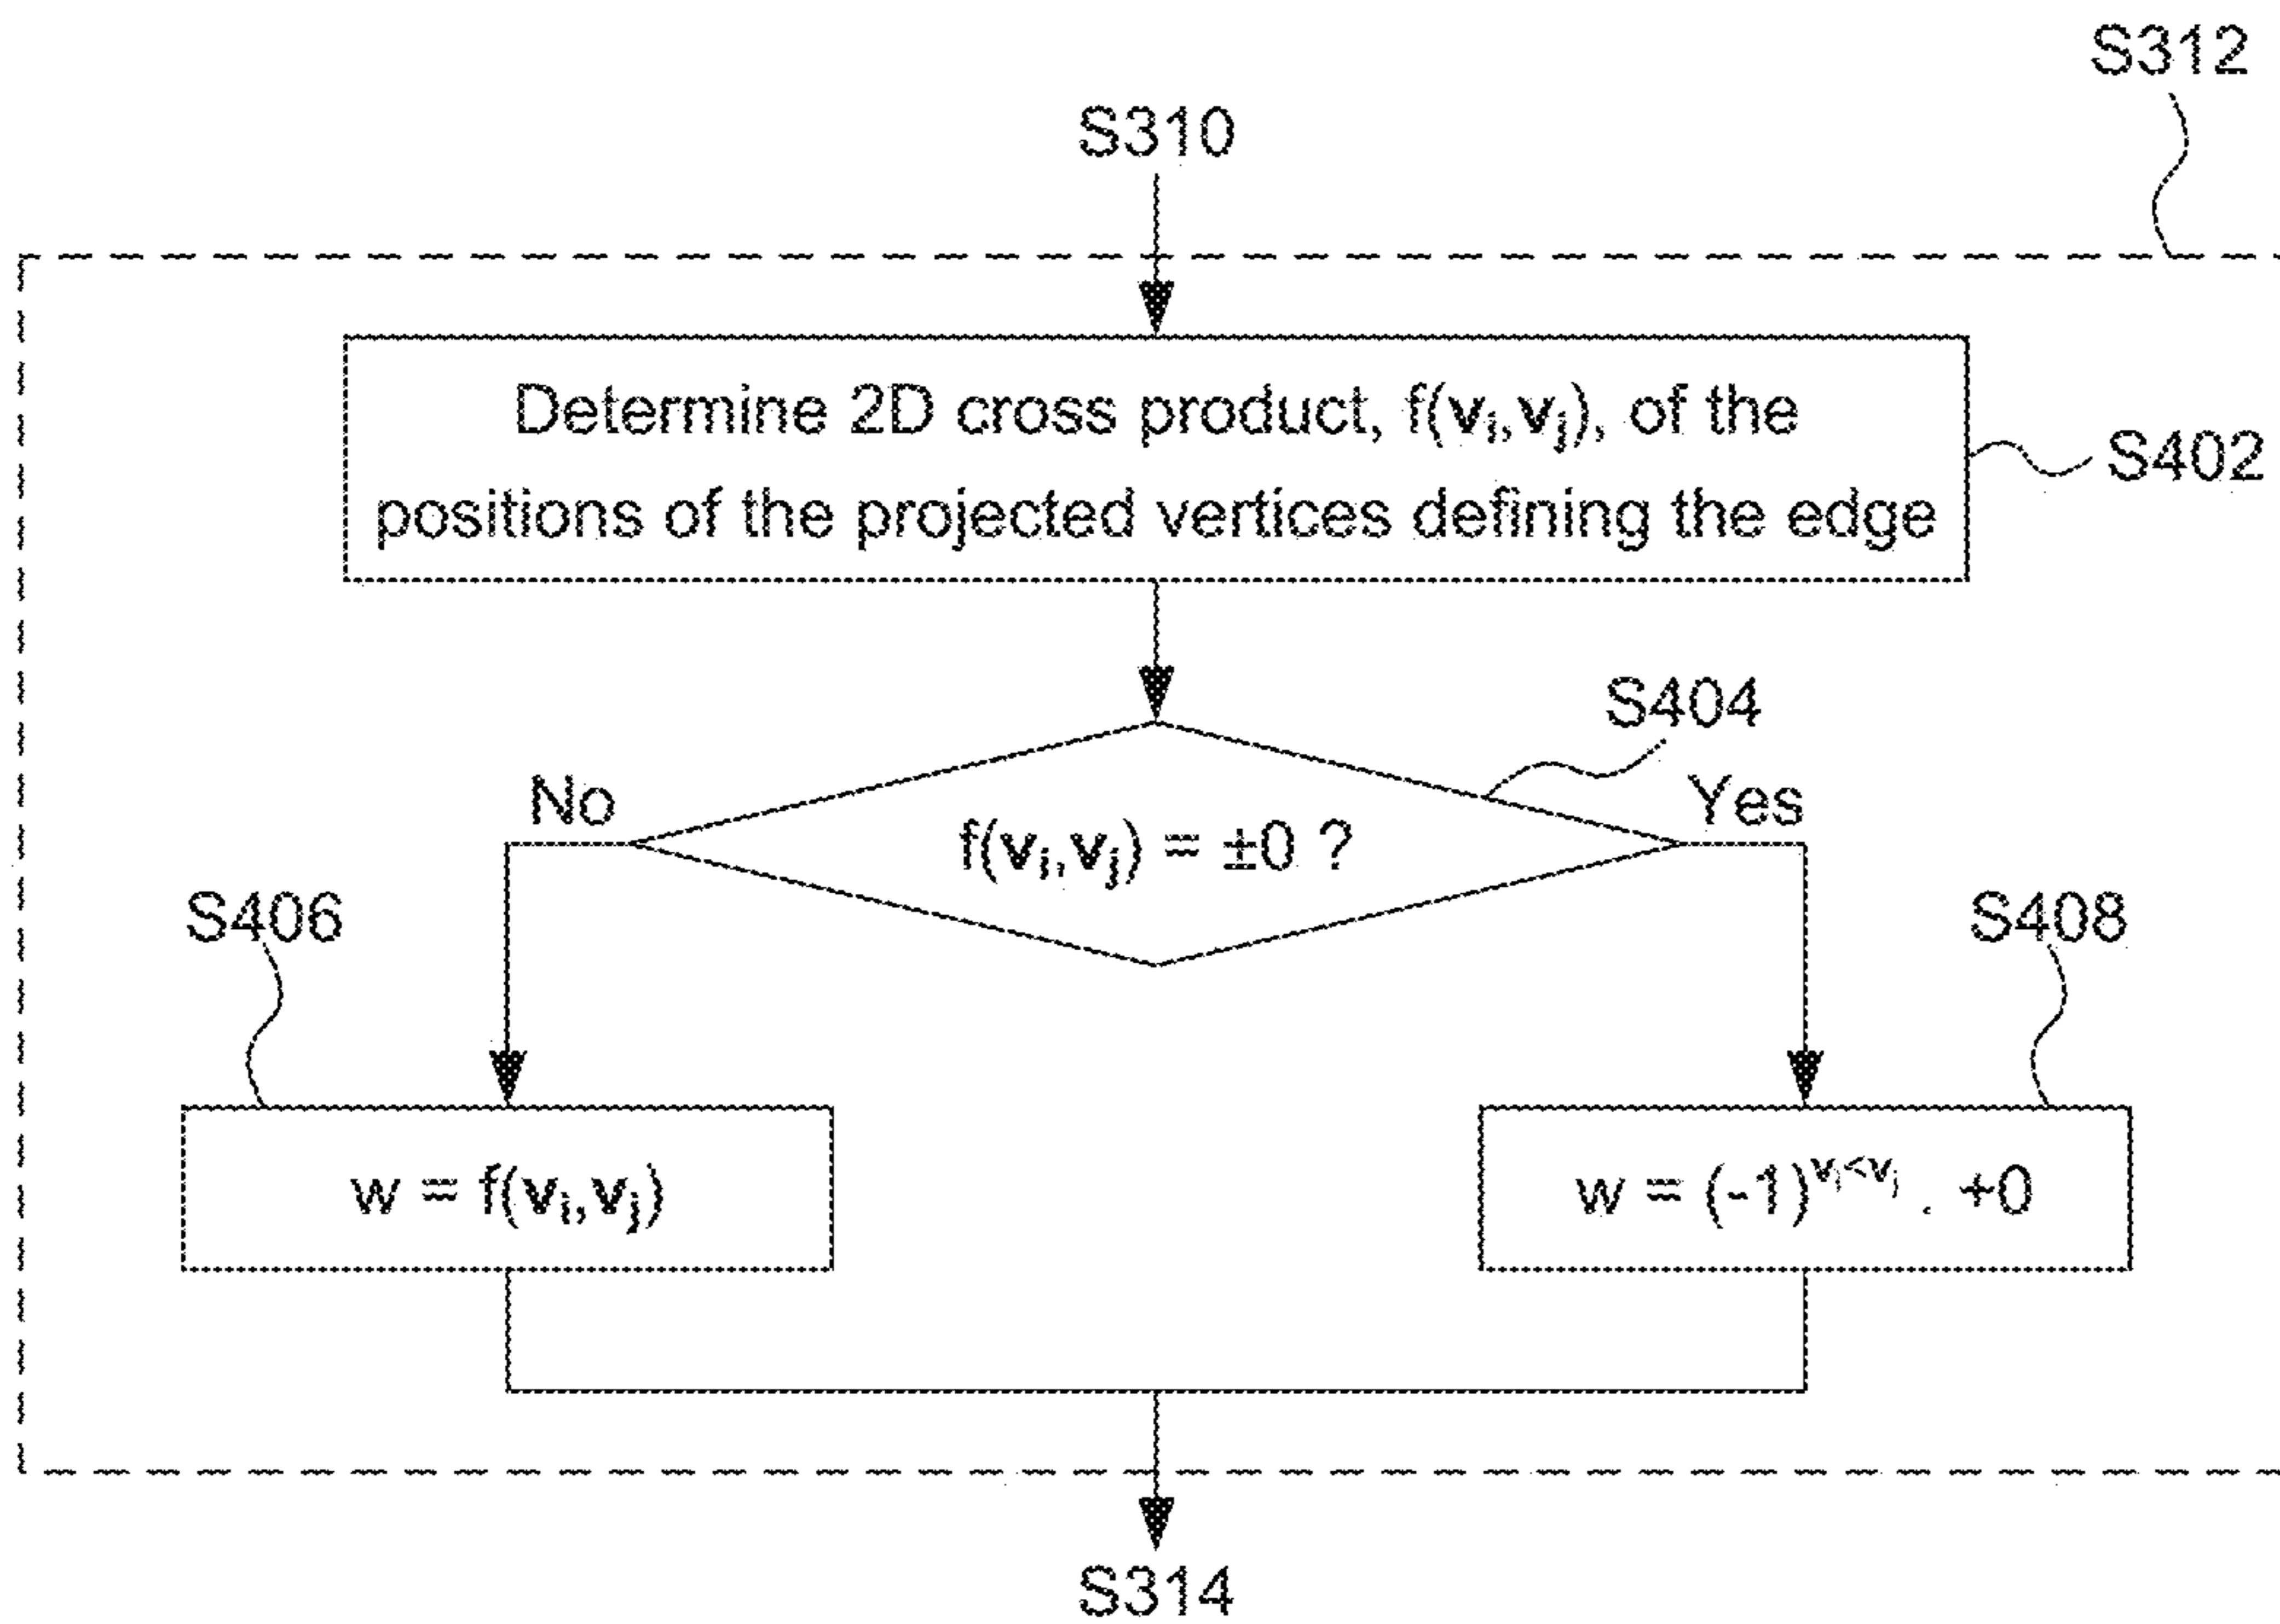 S312
S310
Determine 2D cross product, f(vi,vj), of the
positions of the projected vertices defining the edge
S402
S404
No
Yes
f(vi,vj) = ±0 ?
S406
S408
w = f(vi,vj)
w = (-1)^vi<vj . +0
S314